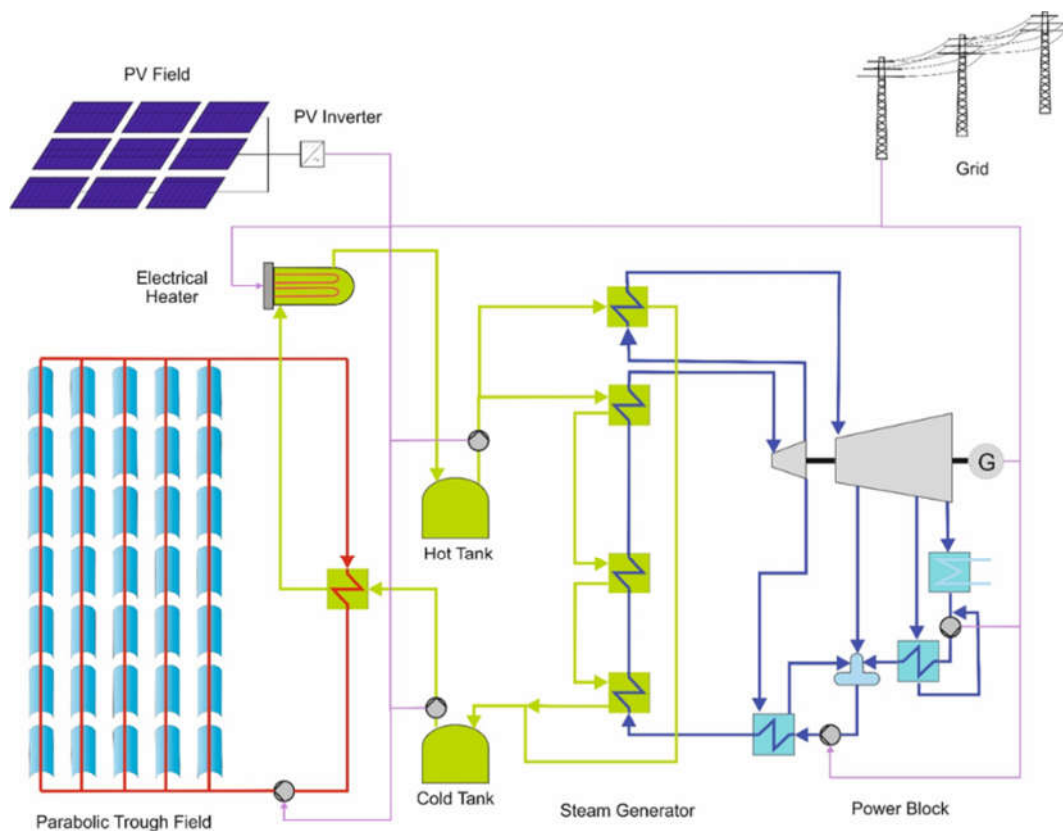 PV Field
PV Inverter
Grid
Electrical
Heater
G
Hot Tank
Cold Tank
Parabolic Trough Field
Steam Generator
Power Block